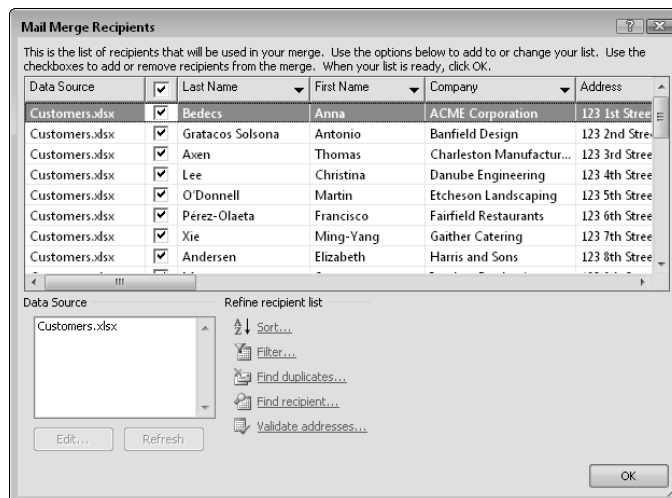 Mail Merge Recipients
This is the list of recipients that will be used in your merge. Use the options below to add to or change your list. Use the
checkboxes to add or remove recipients from the merge. When your list is ready, click OK.
Data Source Last Name First Name Company Address
Customers.xlsx Bedecs Anna ACME Corporation 123 1st Stree
Customers.xlsx Gratacos Solsona Antonio Banfield Design 123 2nd Stre
Customers.xlsx Axen Thomas Charleston Manufactur... 123 3rd Stree
Customers.xlsx Lee Christina Danube Engineering 123 4th Stree
Customers.xlsx O'Donnell Martin Etcheson Landscaping 123 5th Stree
Customers.xlsx Pérez-Olaeta Francisco Fairfield Restaurants 123 6th Stree
Customers.xlsx Xie Ming-Yang Gaither Catering 123 7th Stree
Customers.xlsx Andersen Elizabeth Harris and Sons 123 8th Stree
Data Source
Customers.xlsx
Edit... Refresh
Refine recipient list
Sort...
Filter...
Find duplicates...
Find recipient...
Validate addresses...
OK